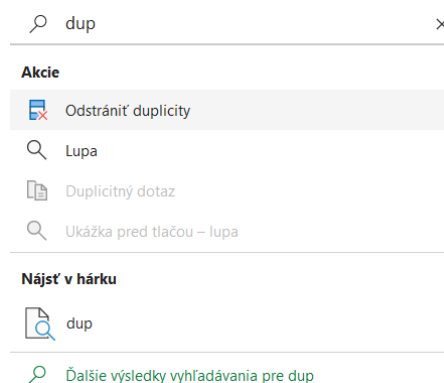 dup
Akcie
Odstrániť duplicity
Lupa
Duplicitný dotaz
Ukážka pred tlačou – lupa
Nájsť v hárku
dup
Ďalšie výsledky vyhľadávania pre dup